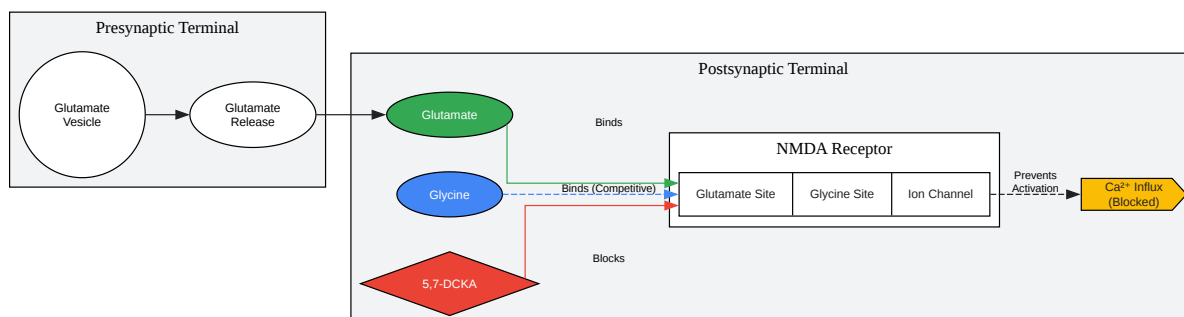 Presynaptic Terminal
Glutamate
Vesicle
Glutamate
Release
Postsynaptic Terminal
Glutamate
Binds
Glycine
Binds (Competitive)
5,7-DCKA
Blocks
NMDA Receptor
Glutamate Site
Glycine Site
Ion Channel
Prevents
Activation
Ca²⁺ Influx
(Blocked)